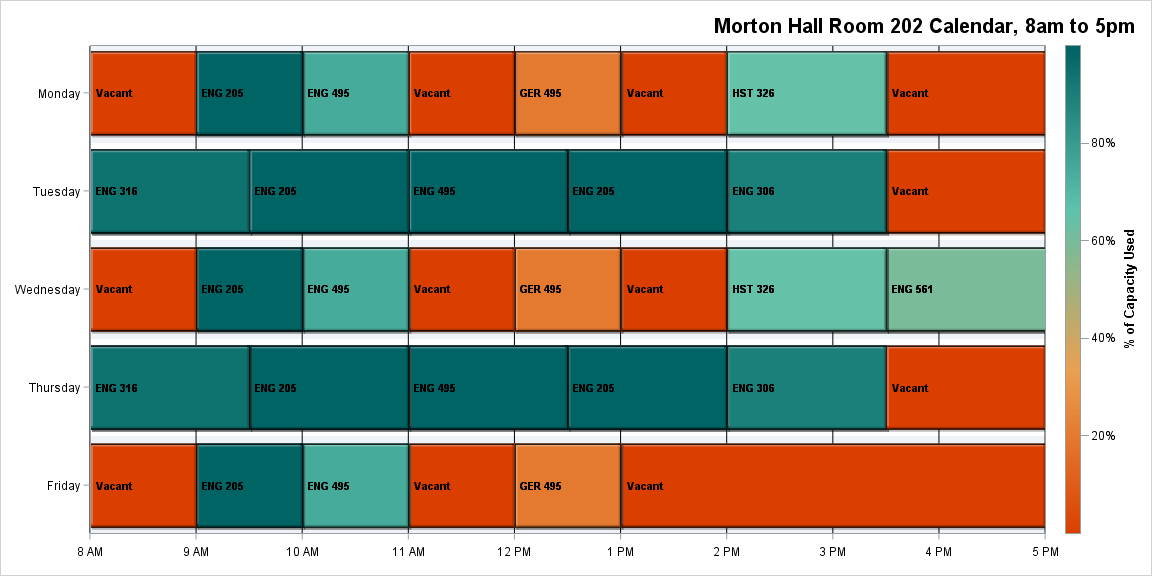 Morton Hall Room 202 Calendar, 8am to 5pm
Monday
Vacant
ENG 205
ENG 495
Vacant
GER 495
Vacant
HST 326
Vacant
Tuesday
ENG 316
ENG 205
ENG 495
ENG 205
ENG 306
Vacant
Wednesday
Vacant
ENG 205
ENG 495
Vacant
GER 495
Vacant
HST 326
ENG 561
Thursday
ENG 316
ENG 205
ENG 495
ENG 205
ENG 306
Vacant
Friday
Vacant
ENG 205
ENG 495
Vacant
GER 495
Vacant
8 AM
9 AM
10 AM
11 AM
12 PM
1 PM
2 PM
3 PM
4 PM
5 PM
80%
60%
40%
20%
% of Capacity Used